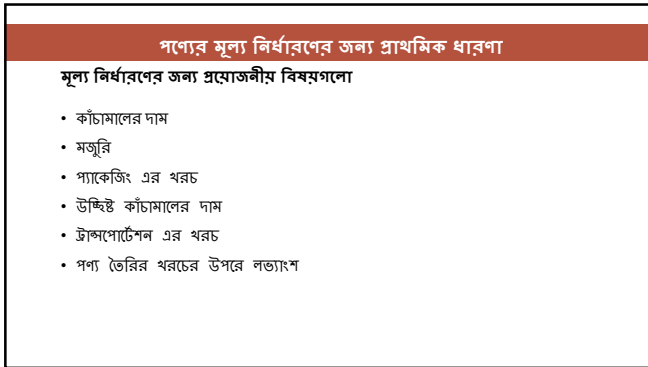 পণ্যের মূল্য নির্ধারণের জন্য প্রাথমিক ধারণা
মূল্য নির্ধারণের জন্য প্রয়োজনীয় বিষয়গলো
• কাঁচামালের দাম
• মজুরি
• প্যাকেজিং এর খরচ
• উচ্ছিষ্ট কাঁচামালের দাম
• ট্রান্সপোর্টেশন এর খরচ
• পণ্য তৈরির খরচের উপরে লভ্যাংশ